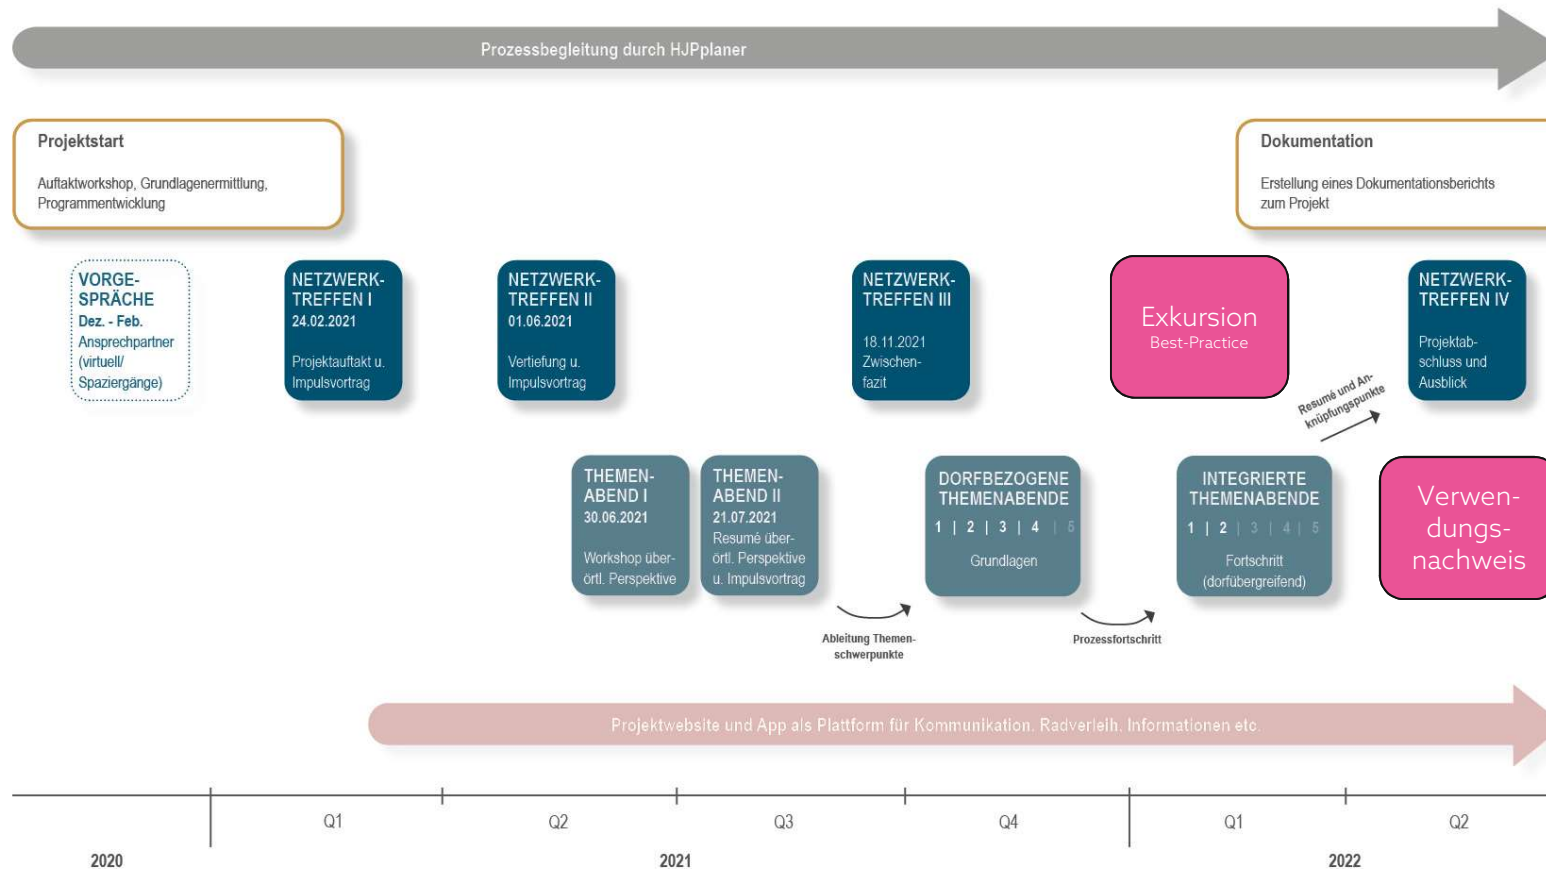 Prozessbegleitung durch HJPplaner
Projektstart
Auftaktworkshop, Grundlagenermittlung,
Programmentwicklung
Dokumentation
Erstellung eines Dokumentationsberichts
zum Projekt
VORGE-
SPRÄCHE
Dez. - Feb.
Ansprechpartner
(virtuell/
Spaziergänge)
NETZWERK-
TREFFEN I
24.02.2021
Projektauftakt u.
Impulsvortrag
NETZWERK-
TREFFEN II
01.06.2021
Vertiefung u.
Impulsvortrag
NETZWERK-
TREFFEN III
18.11.2021
Zwischen-
fazit
Exkursion
Best-Practice
NETZWERK-
TREFFEN IV
Projektab-
schluss und
Ausblick
Resumé und An-
knüpfungspunkte
THEMEN-
ABEND I
30.06.2021
Workshop über-
örtl. Perspektive
THEMEN-
ABEND II
21.07.2021
Resumé über-
örtl. Perspektive
u. Impulsvortrag
Ableitung Themen-
schwerpunkte
DORFBEZOGENE
THEMENABENDE
1 | 2 | 3 | 4 | 5
Grundlagen
Prozessfortschritt
INTEGRIERTE
THEMENABENDE
1 | 2 | 3 | 4 | 5
Fortschritt
(dorfübergreifend)
Verwen-
dungs-
nachweis
Projektwebsite und App als Plattform für Kommunikation. Radverleih. Informationen etc.
Q1 Q2 Q3 Q4 Q1 Q2
2020 2021 2022